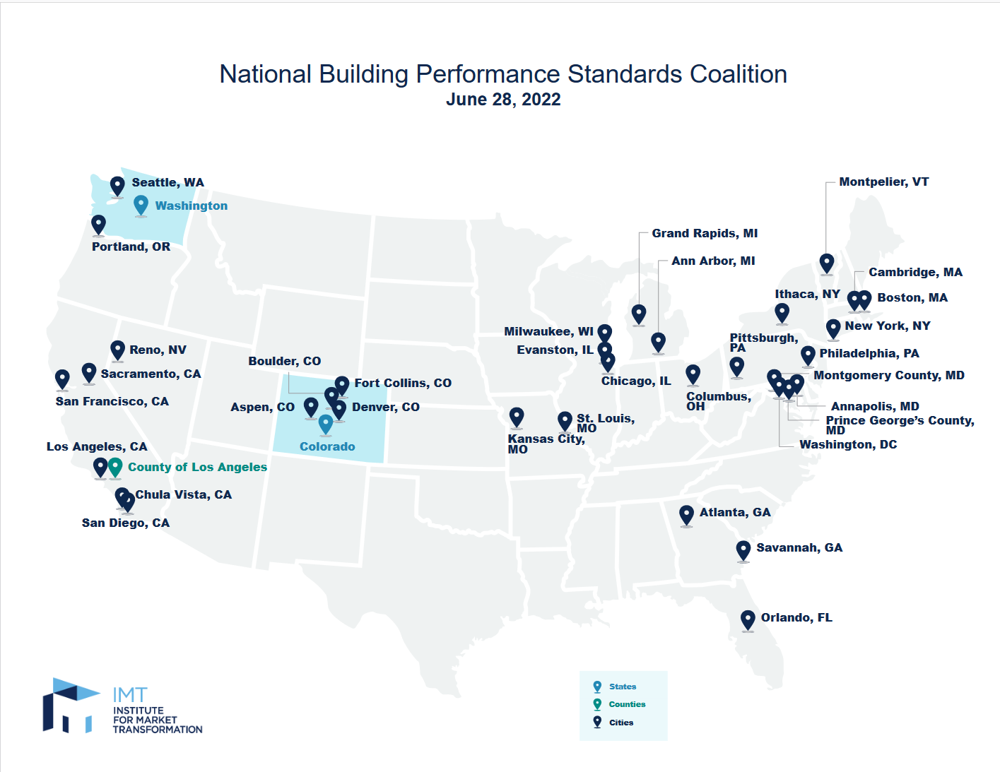 National Building Performance Standards Coalition
June 28, 2022
Seattle, WA
Washington
Portland, OR
Montpelier, VT
Grand Rapids, MI
Ann Arbor, MI
Cambridge, MA
Ithaca, NY
Boston, MA
Milwaukee, WI
Evanston, IL
Chicago, IL
New York, NY
Pittsburgh,
PA
Philadelphia, PA
Montgomery County, MD
Columbus,
OH
Annapolis, MD
Prince George's County,
MD
Washington, DC
Reno, NV
Sacramento, CA
San Francisco, CA
Boulder, CO
Fort Collins, CO
Aspen, CO
Denver, CO
Colorado
St. Louis,
MO
Kansas City,
MO
Los Angeles, CA
County of Los Angeles
Chula Vista, CA
San Diego, CA
Atlanta, GA
Savannah, GA
Orlando, FL
IMT
INSTITUTE
FOR MARKET
TRANSFORMATION
States
Counties
Cities